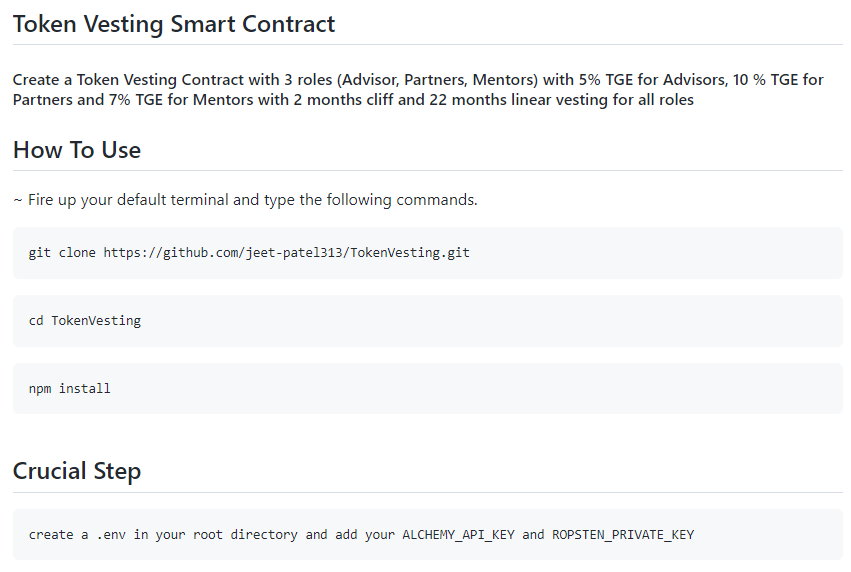 Token Vesting Smart Contract
Create a Token Vesting Contract with 3 roles (Advisor, Partners, Mentors) with 5% TGE for Advisors, 10 % TGE for
Partners and 7% TGE for Mentors with 2 months cliff and 22 months linear vesting for all roles
How To Use
~ Fire up your default terminal and type the following commands.
git clone https://github.com/jeet-patel313/TokenVesting.git
cd TokenVesting
npm install
Crucial Step
create a .env in your root directory and add your ALCHEMY_API_KEY and ROPSTEN_PRIVATE_KEY